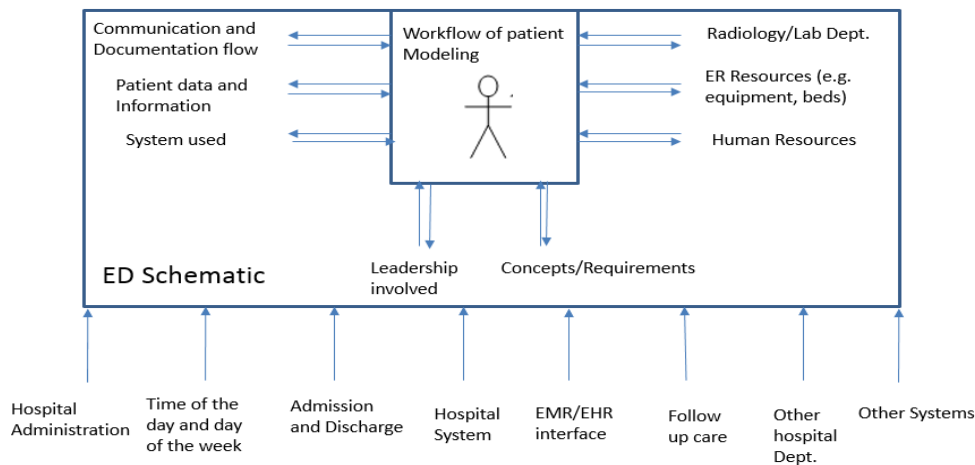 Communication and
Documentation flow
Patient data and
Information
System used
Workflow of patient
Modeling
Radiology/Lab Dept.
ER Resources (e.g.
equipment, beds)
Human Resources
Leadership
involved
Concepts/Requirements
ED Schematic
Hospital
Administration
Time of the
day and day
of the week
Admission
and Discharge
Hospital
System
EMR/EHR
interface
Follow
up care
Other
hospital
Dept.
Other Systems